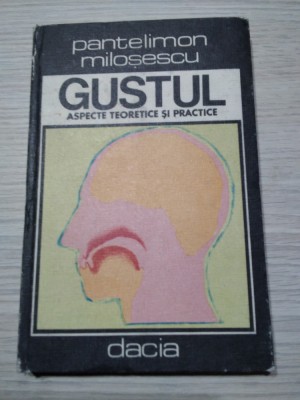 pantelimon
miloșescu
GUSTUL
ASPECTE TEORETICE ȘI PRACTICE
dacia